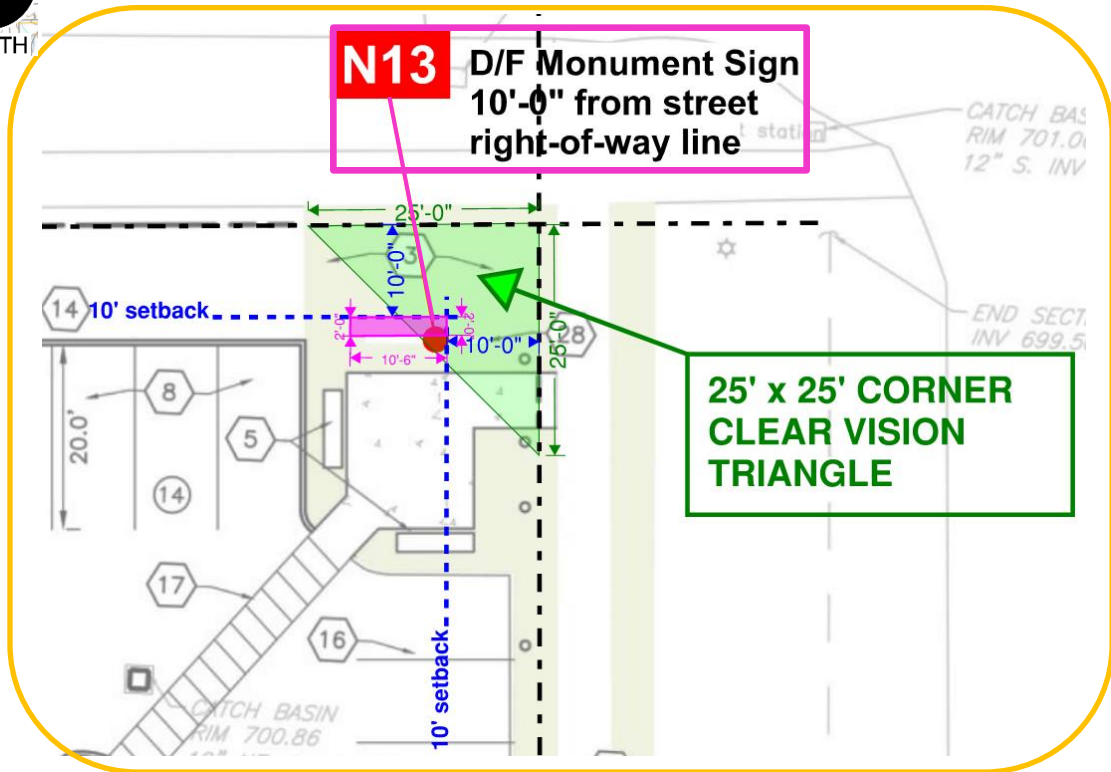 TH
N13
D/F Monument Sign
10'-0" from street
right-of-way line
t station
CATCH BAS
RIM 701.0
12" S. INV
25'-0"
3
10'-0"
14
10' setback
2'-0"
2'-0"
10'-0"
28
25'-0"
END SECT
INV 699.5
10'-6"
8
25' x 25' CORNER
CLEAR VISION
TRIANGLE
20.0'
5
14
17
16
10' setback
CATCH BASIN
RIM 700.86